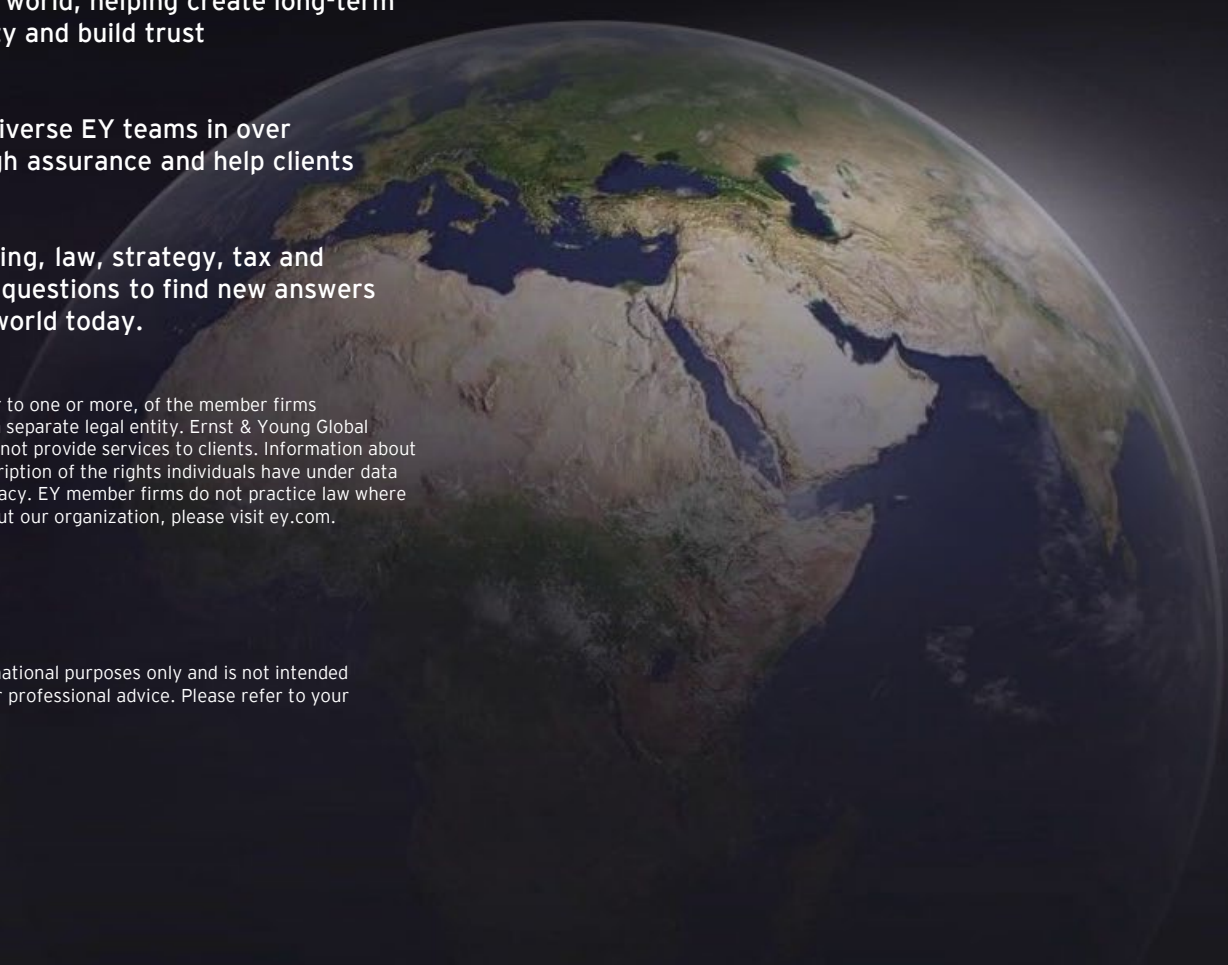 world, helping create long-term
ty and build trust
iverse EY teams in over
gh assurance and help clients
ing, law, strategy, tax and
questions to find new answers
world today.
r to one or more, of the member firms
separate legal entity. Ernst & Young Global
not provide services to clients. Information about
ription of the rights individuals have under data
acy. EY member firms do not practice law where
ut our organization, please visit ey.com.
national purposes only and is not intended
r professional advice. Please refer to your